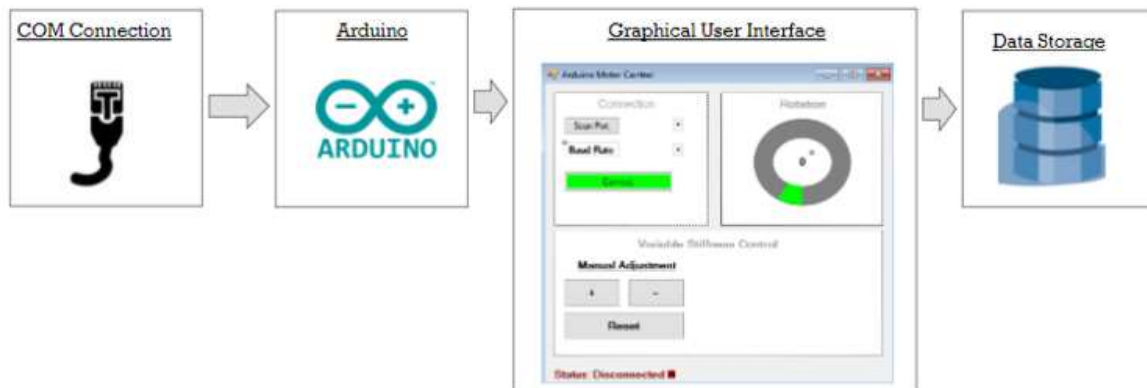 COM Connection
Arduino
ARDUINO
Graphical User Interface
Arduino Motor Control
Connection
Scan Port
Baud Rate
Connect
Rotation
0°
Variable Stiffness Control
Manual Adjustment
+
-
Reset
Status: Disconnected
Data Storage